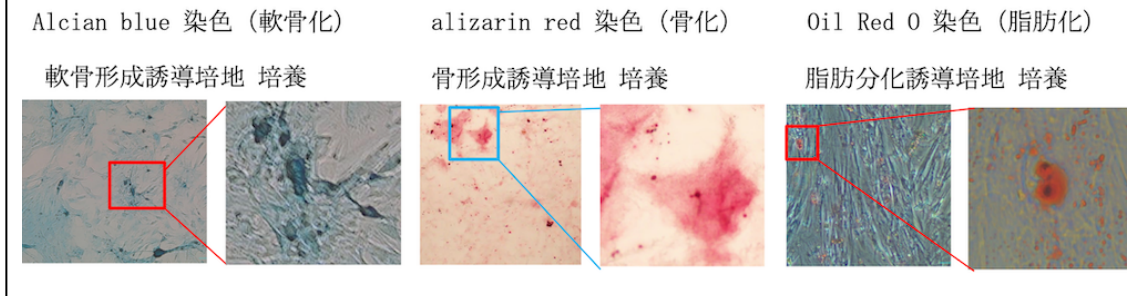 Alcian blue 染色 (軟骨化)
軟骨形成誘導培地 培養
alizarin red 染色 (骨化)
骨形成誘導培地 培養
Oil Red O 染色 (脂肪化)
脂肪分化誘導培地 培養